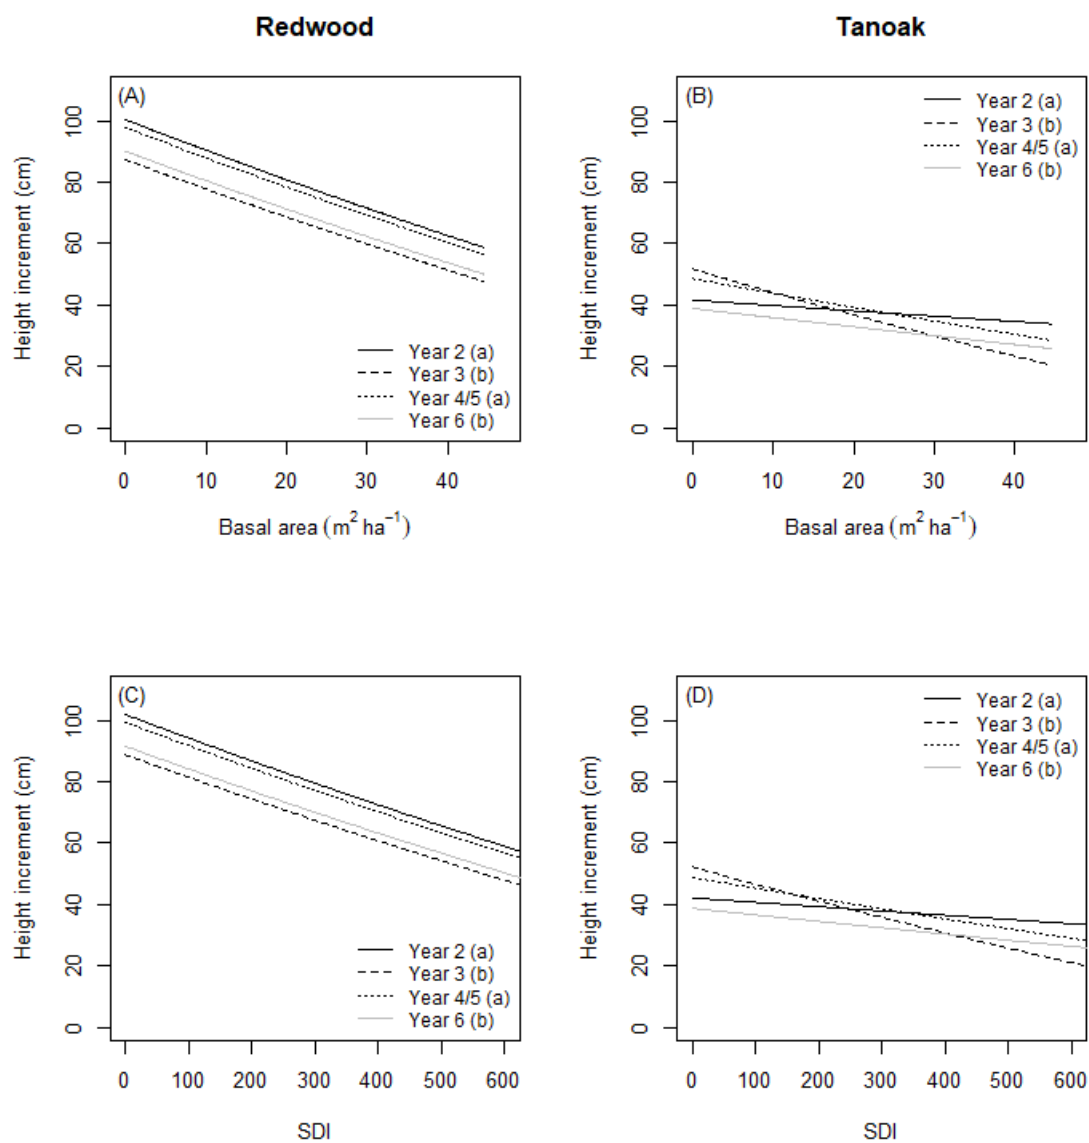 Redwood
Tanoak
(A)
Height increment (cm)
0 20 40 60 80 100
Year 2 (a)
Year 3 (b)
Year 4/5 (a)
Year 6 (b)
0 10 20 30 40
Basal area (m² ha⁻¹)
(B)
Height increment (cm)
0 20 40 60 80 100
Year 2 (a)
Year 3 (b)
Year 4/5 (a)
Year 6 (b)
0 10 20 30 40
Basal area (m² ha⁻¹)
(C)
Height increment (cm)
0 20 40 60 80 100
Year 2 (a)
Year 3 (b)
Year 4/5 (a)
Year 6 (b)
0 100 200 300 400 500 600
SDI
(D)
Height increment (cm)
0 20 40 60 80 100
Year 2 (a)
Year 3 (b)
Year 4/5 (a)
Year 6 (b)
0 100 200 300 400 500 600
SDI